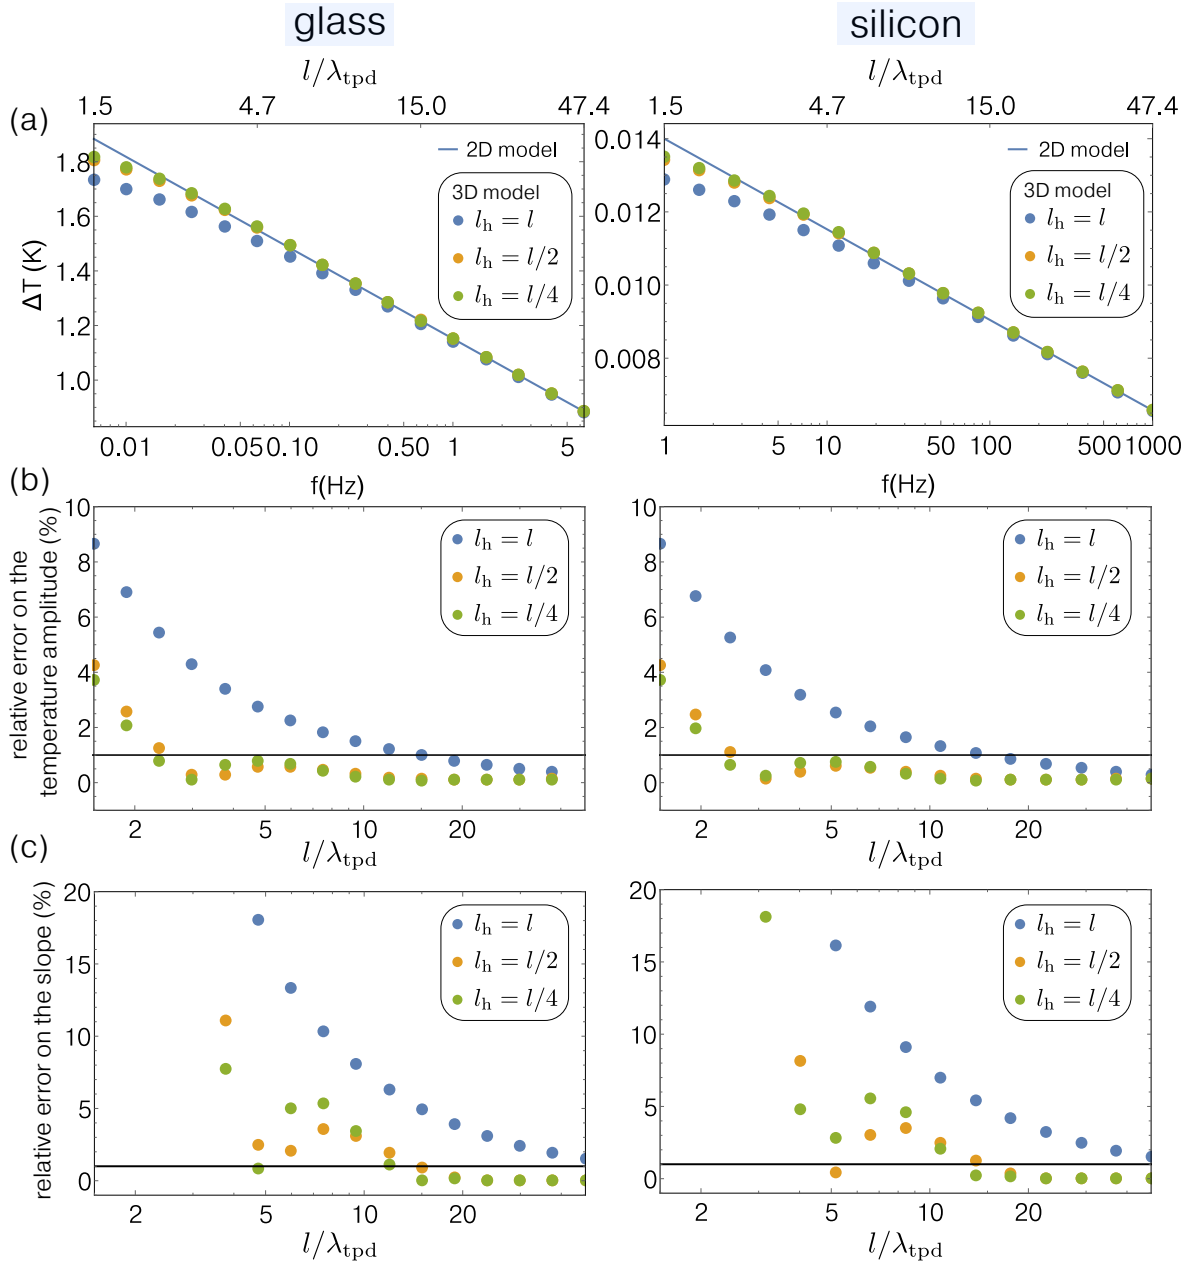 glass
silicon
l/λtpd
l/λtpd
1.5 4.7 15.0 47.4
1.5 4.7 15.0 47.4
(a)
ΔT (K)
1.8
1.6
1.4
1.2
1.0
2D model
3D model
lh = l
lh = l/2
lh = l/4
0.01 0.05 0.10 0.50 1 5
f(Hz)
0.014
0.012
0.010
0.008
2D model
3D model
lh = l
lh = l/2
lh = l/4
1 5 10 50 100 500 1000
f(Hz)
(b)
relative error on the
temperature amplitude (%)
10
8
6
4
2
0
lh = l
lh = l/2
lh = l/4
2 5 10 20
l/λtpd
10
8
6
4
2
0
lh = l
lh = l/2
lh = l/4
2 5 10 20
l/λtpd
(c)
relative error on the slope (%)
20
15
10
5
0
lh = l
lh = l/2
lh = l/4
2 5 10 20
l/λtpd
20
15
10
5
0
lh = l
lh = l/2
lh = l/4
2 5 10 20
l/λtpd